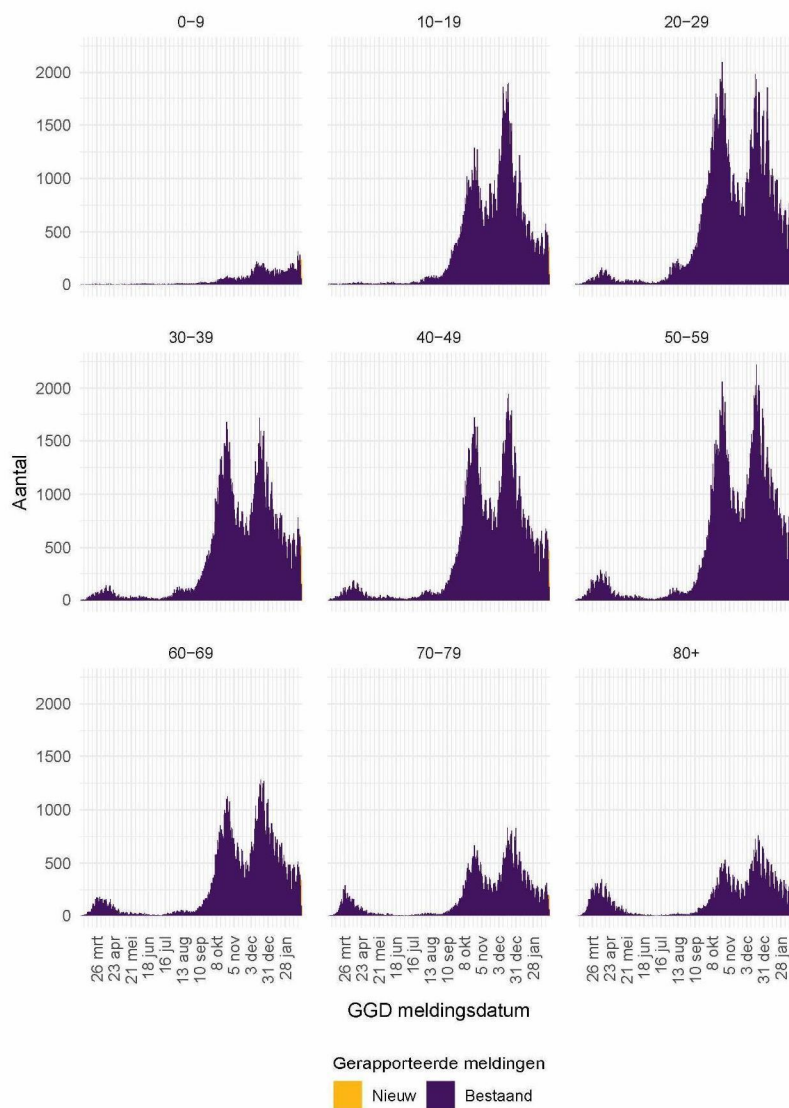 0−9 10−19 20−29
2000
1500
1000
500
0
30−39 40−49 50−59
2000
1500
1000
500
0
Aantal
60−69 70−79 80+
2000
1500
1000
500
0
26 mrt 23 apr 21 mei 18 jun 16 jul 13 aug 10 sep 8 okt 5 nov 3 dec 31 dec 28 jan
26 mrt 23 apr 21 mei 18 jun 16 jul 13 aug 10 sep 8 okt 5 nov 3 dec 31 dec 28 jan
26 mrt 23 apr 21 mei 18 jun 16 jul 13 aug 10 sep 8 okt 5 nov 3 dec 31 dec 28 jan
GGD meldingsdatum
Gerapporteerde meldingen
Nieuw Bestaand